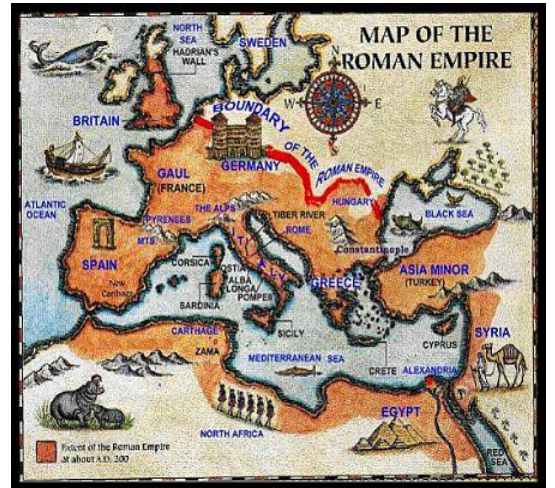 MAP OF THE
ROMAN EMPIRE
NORTH
SEA
HADRIAN'S
WALL
SWEDEN
N
W
E
S
BRITAIN
BOUNDARY
OF THE
ROMAN EMPIRE
GERMANY
GAUL
(FRANCE)
HUNGARY
ATLANTIC
OCEAN
THE ALPS
PYRENEES
MTS
TIBER RIVER
ROME
BLACK SEA
Constantinople
ITALY
SPAIN
New
Carthage
CORSICA
OSTIA
ALBA
LONGA
POMPEII
SARDINIA
GREECE
ASIA MINOR
(TURKEY)
SICILY
CARTHAGE
ZAMA
MEDITERRANEAN SEA
CRETE
CYPRUS
SYRIA
ALEXANDRIA
EGYPT
NORTH AFRICA
RED
SEA
Extent of the Roman Empire
at about A.D. 200